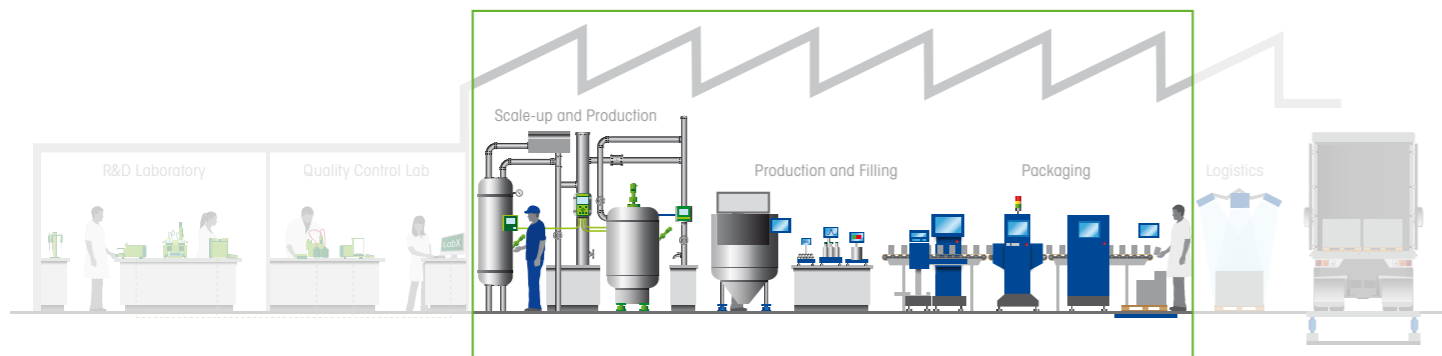 Scale-up and Production
R&D Laboratory
Quality Control Lab
Production and Filling
Packaging
Logistics
LabX